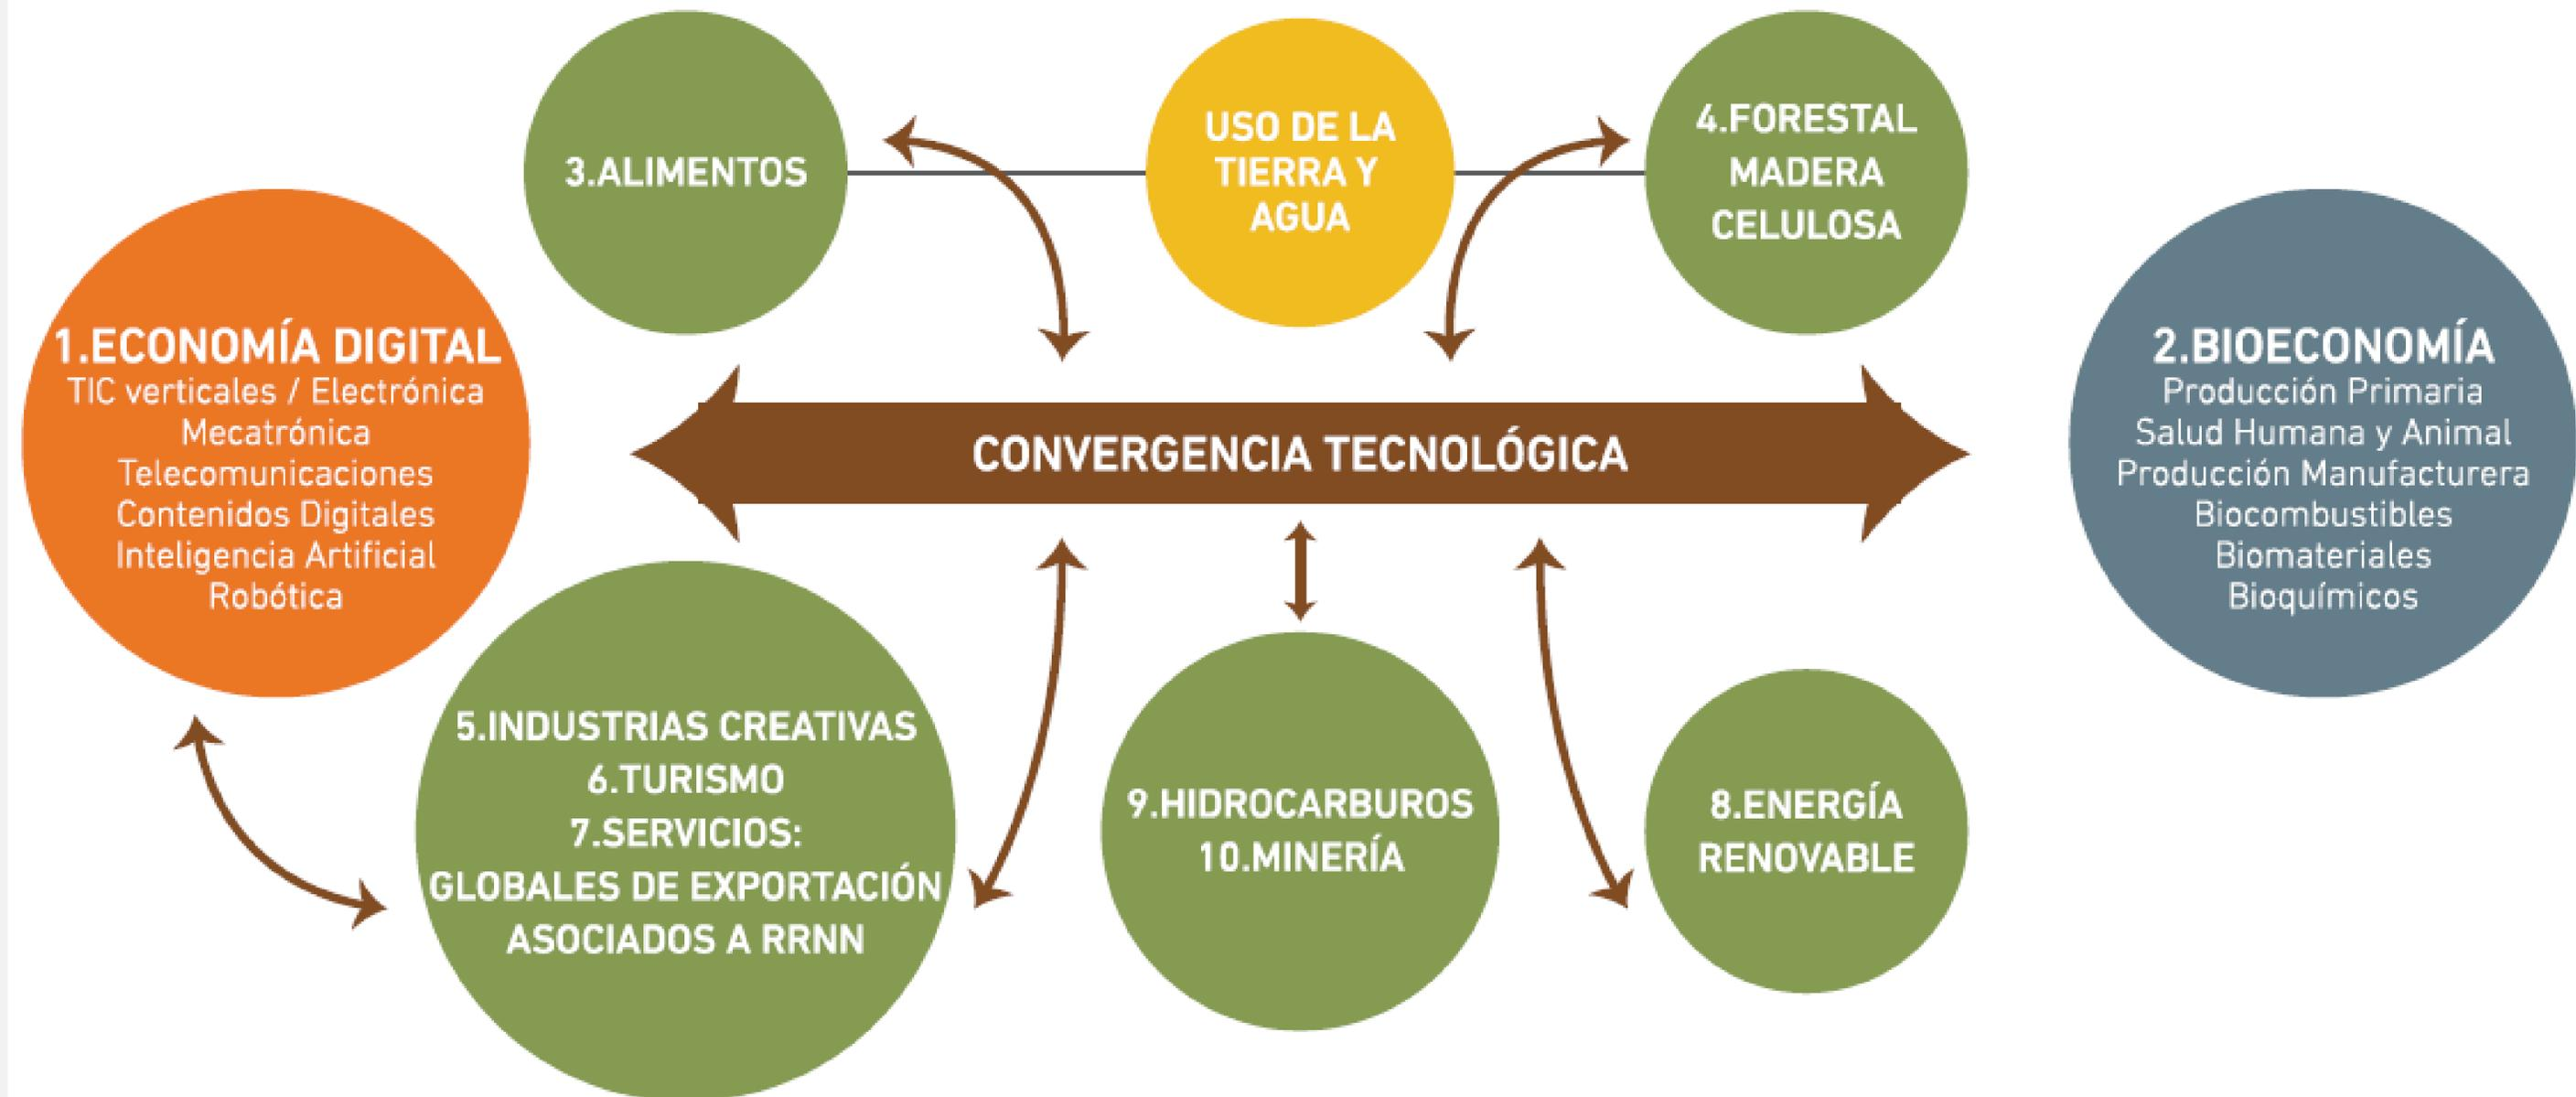 3.ALIMENTOS
USO DE LA
TIERRA Y
AGUA
4.FORESTAL
MADERA
CELULOSA
1.ECONOMÍA DIGITAL
TIC verticales / Electrónica
Mecatrónica
Telecomunicaciones
Contenidos Digitales
Inteligencia Artificial
Robótica
CONVERGENCIA TECNOLÓGICA
2.BIOECONOMÍA
Producción Primaria
Salud Humana y Animal
Producción Manufacturera
Biocombustibles
Biomateriales
Bioquímicos
5.INDUSTRIAS CREATIVAS
6.TURISMO
7.SERVICIOS:
GLOBALES DE EXPORTACIÓN
ASOCIADOS A RRNN
9.HIDROCARBUROS
10.MINERÍA
8.ENERGÍA
RENOVABLE